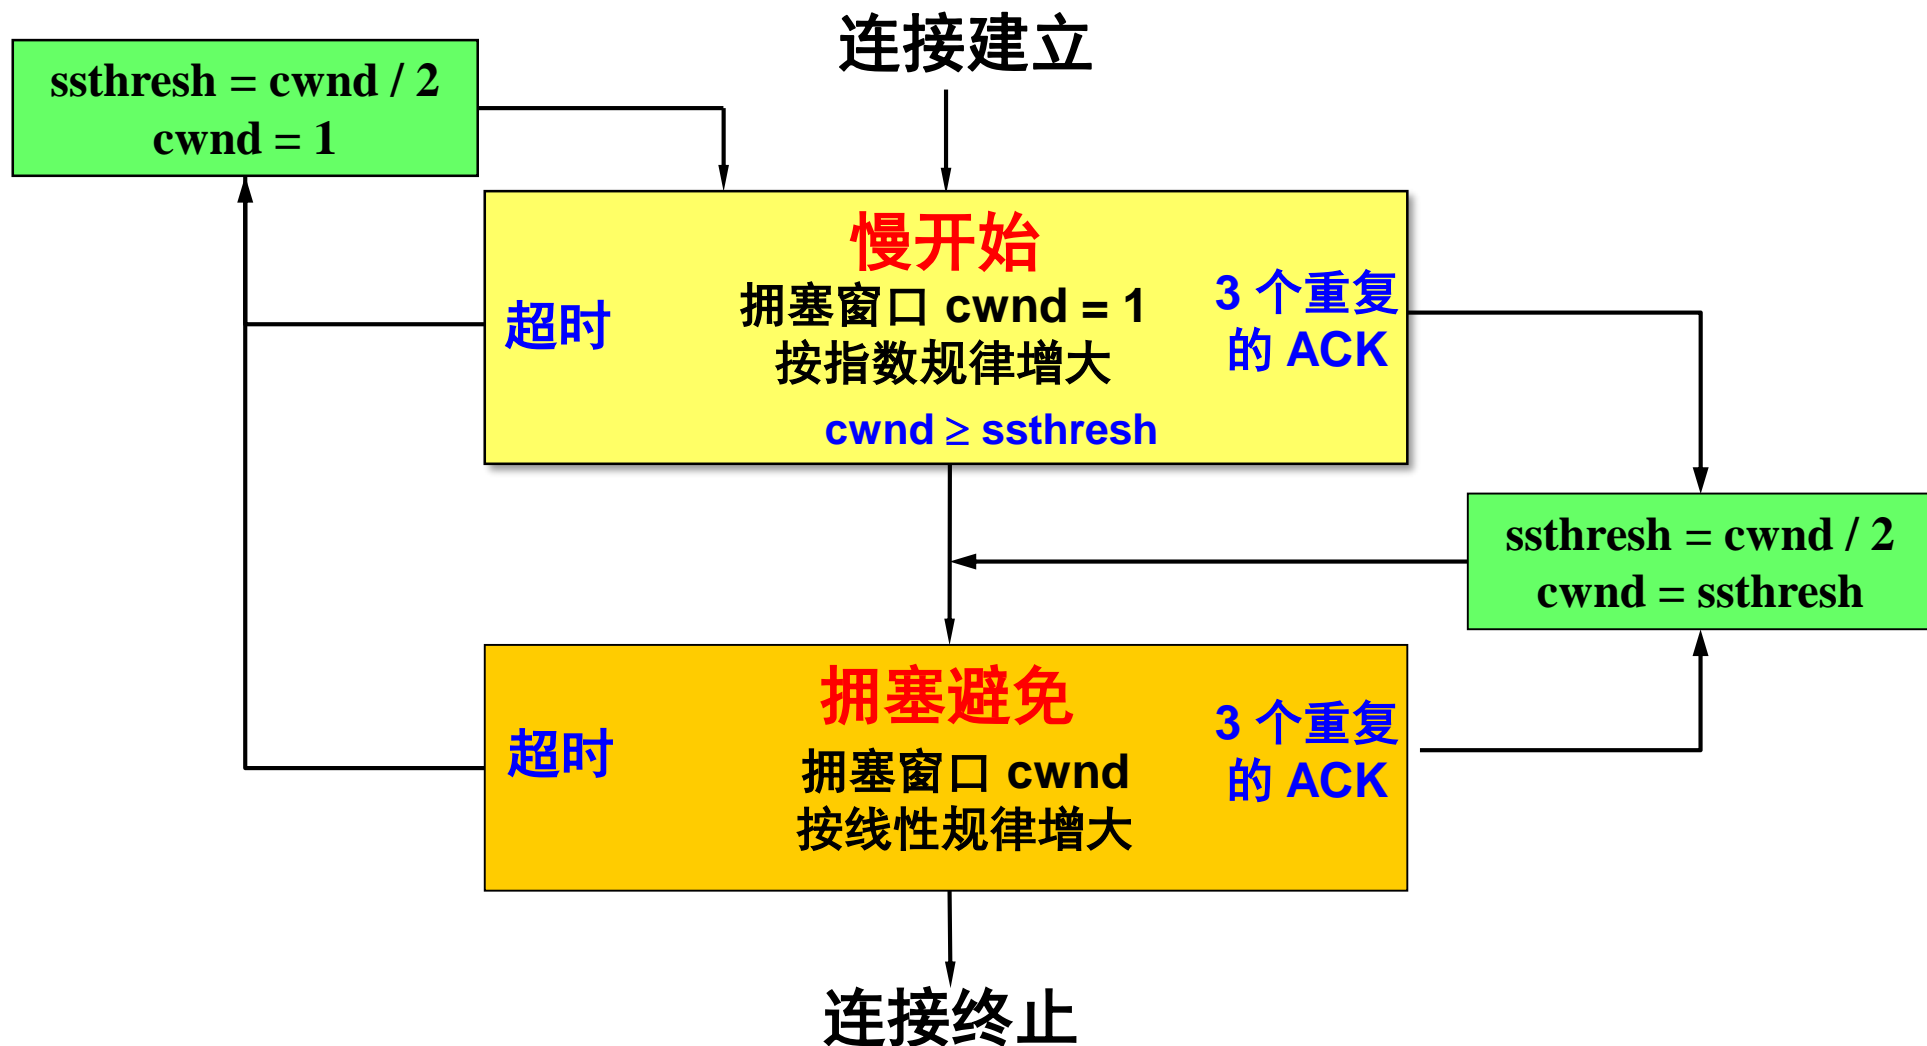 连接建立
ssthresh = cwnd / 2
cwnd = 1
慢开始
超时
拥塞窗口 cwnd = 1
按指数规律增大
3 个重复
的 ACK
cwnd ≥ ssthresh
ssthresh = cwnd / 2
cwnd = ssthresh
拥塞避免
超时
拥塞窗口 cwnd
按线性规律增大
3 个重复
的 ACK
连接终止